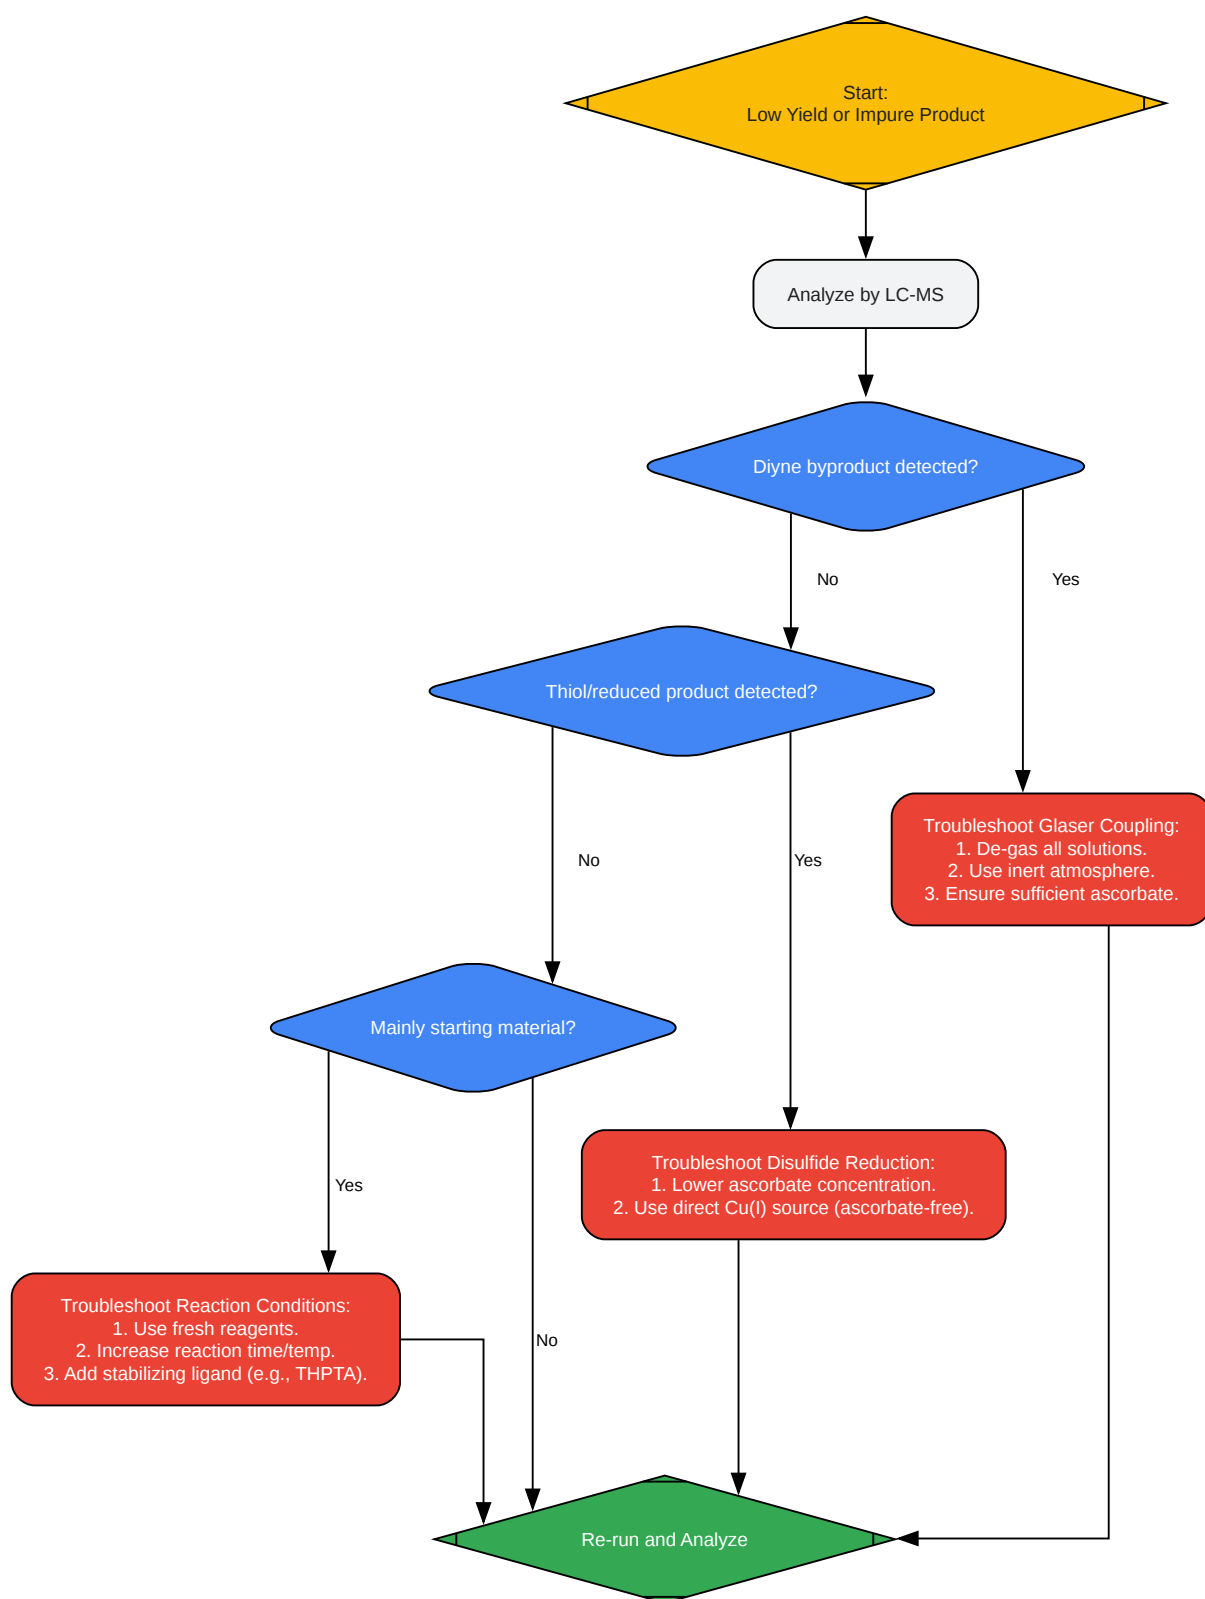 Start:
Low Yield or Impure Product
Analyze by LC-MS
Diyne byproduct detected?
No
Yes
Thiol/reduced product detected?
Troubleshoot Glaser Coupling:
1. De-gas all solutions.
2. Use inert atmosphere.
3. Ensure sufficient ascorbate.
No
Yes
Mainly starting material?
Troubleshoot Disulfide Reduction:
1. Lower ascorbate concentration.
2. Use direct Cu(I) source (ascorbate-free).
Yes
Troubleshoot Reaction Conditions:
1. Use fresh reagents.
2. Increase reaction time/temp.
3. Add stabilizing ligand (e.g., THPTA).
No
Re-run and Analyze